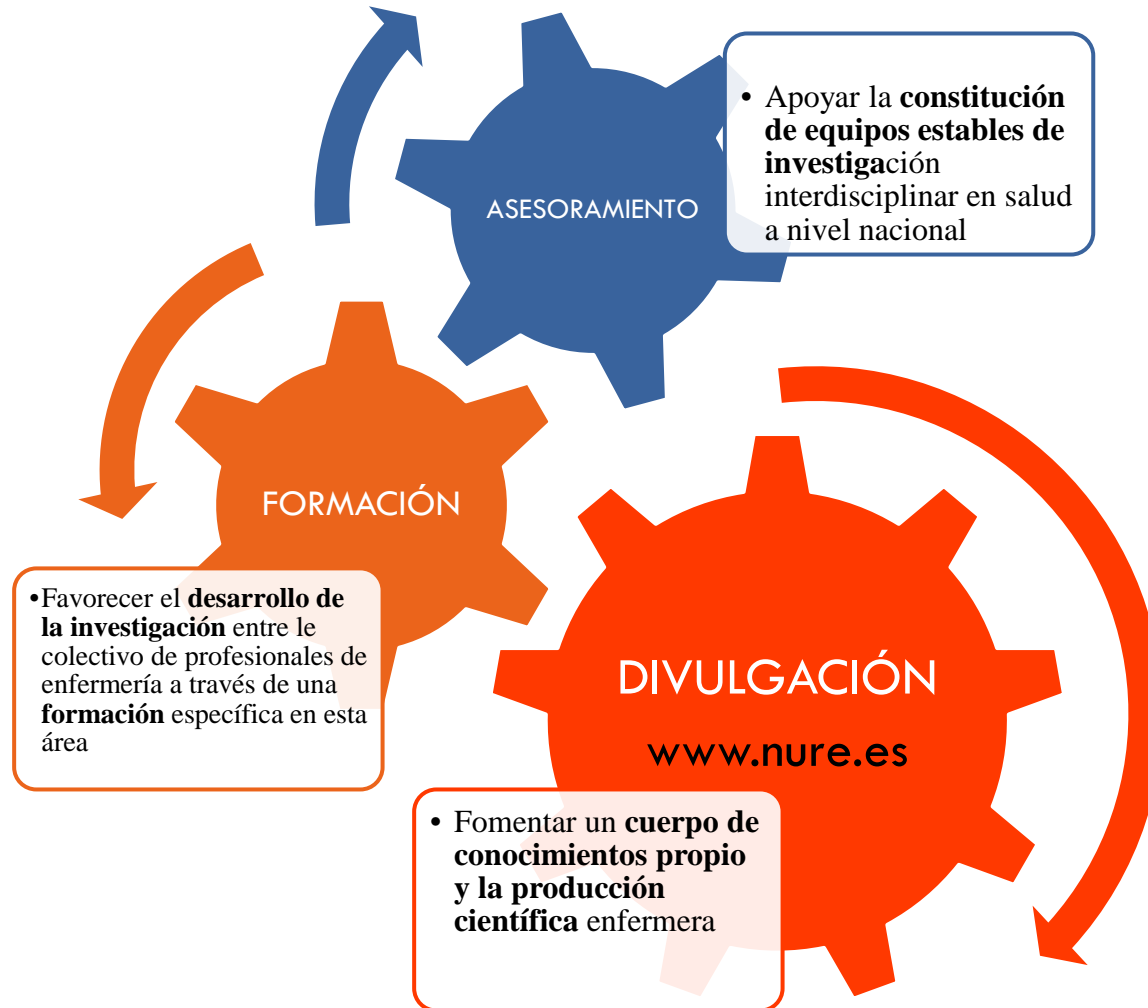 ASESORAMIENTO
• Apoyar la constitución
de equipos estables de
investigación
interdisciplinar en salud
a nivel nacional
FORMACIÓN
•Favorecer el desarrollo de
la investigación entre le
colectivo de profesionales de
enfermería a través de una
formación específica en esta
área
DIVULGACIÓN
www.nure.es
• Fomentar un cuerpo de
conocimientos propio
y la producción
científica enfermera